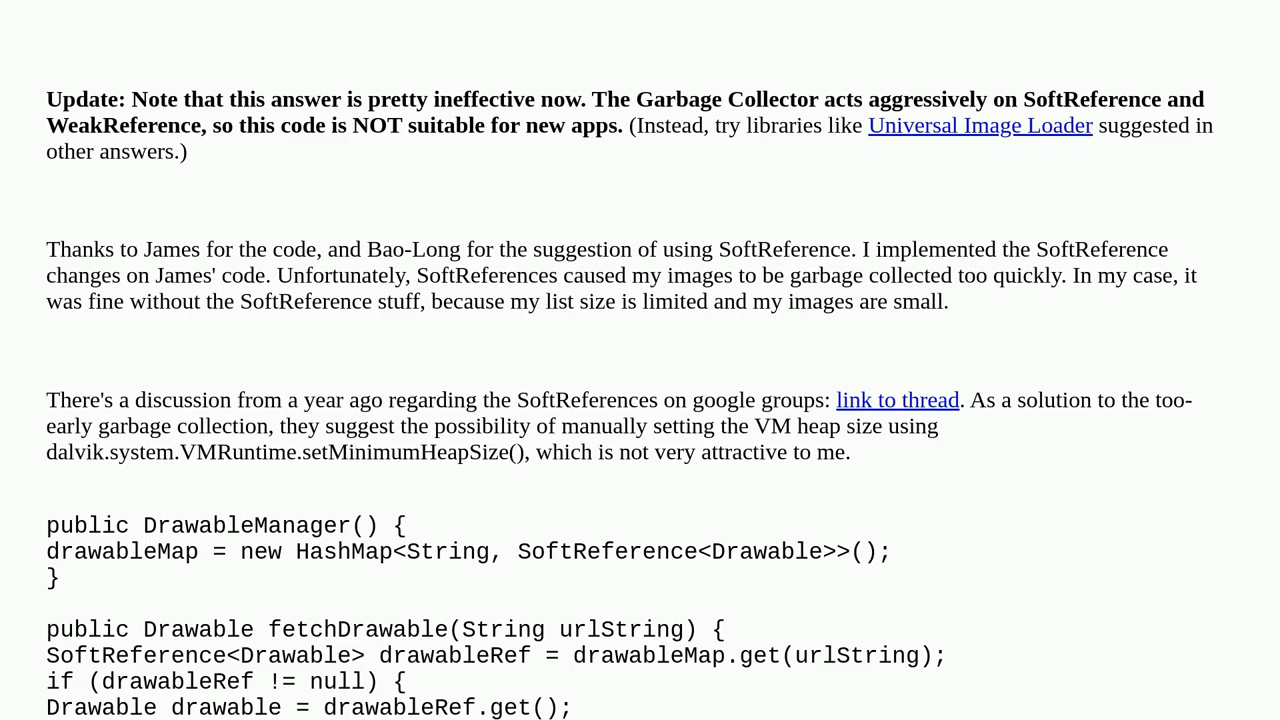 Update: Note that this answer is pretty ineffective now. The Garbage Collector acts aggressively on SoftReference and
WeakReference, so this code is NOT suitable for new apps. (Instead, try libraries like Universal Image Loader suggested in
other answers.)
Thanks to James for the code, and Bao-Long for the suggestion of using SoftReference. I implemented the SoftReference
changes on James' code. Unfortunately, SoftReferences caused my images to be garbage collected too quickly. In my case, it
was fine without the SoftReference stuff, because my list size is limited and my images are small.
There's a discussion from a year ago regarding the SoftReferences on google groups: link to thread. As a solution to the too-
early garbage collection, they suggest the possibility of manually setting the VM heap size using
dalvik.system.VMRuntime.setMinimumHeapSize(), which is not very attractive to me.
public DrawableManager() {
drawableMap = new HashMap<String, SoftReference<Drawable>>();
}
public Drawable fetchDrawable(String urlString) {
SoftReference<Drawable> drawableRef = drawableMap.get(urlString);
if (drawableRef != null) {
Drawable drawable = drawableRef.get();